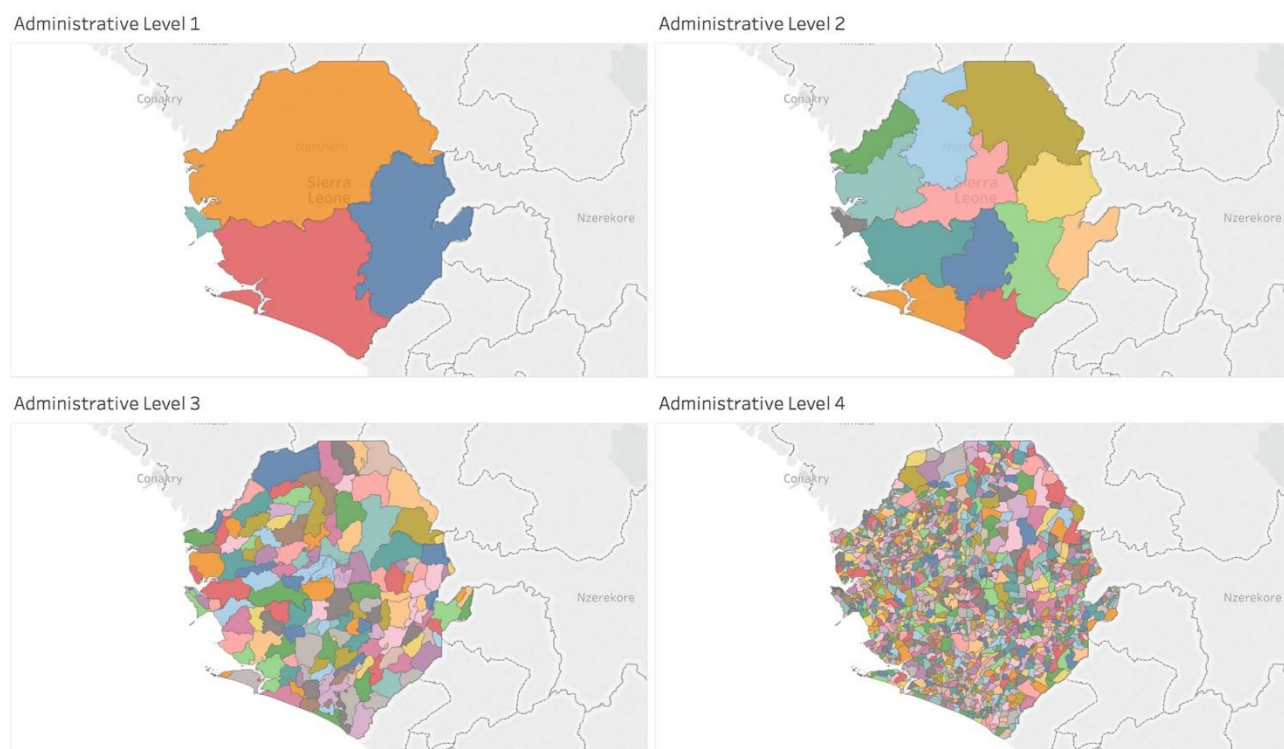 Administrative Level 1
Administrative Level 2
Conakry
Northern
Sierra
Leone
Nzerekore
Conakry
Sierra
Leone
Nzerekore
Administrative Level 3
Administrative Level 4
Conakry
Nzerekore
Conakry
Nzerekore